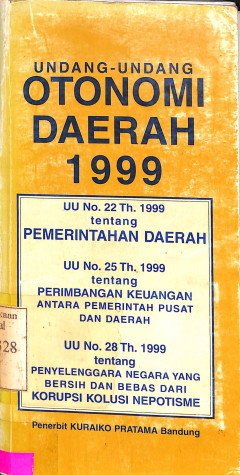 UNDANG-UNDANG
OTONOMI
DAERAH
1999
UU No. 22 Th. 1999
tentang
PEMERINTAHAN DAERAH
UU No. 25 Th. 1999
tentang
PERIMBANGAN KEUANGAN
ANTARA PEMERINTAH PUSAT
DAN DAERAH
UU No. 28 Th. 1999
tentang
PENYELENGGARA NEGARA YANG
BERSIH DAN BEBAS DARI
KORUPSI KOLUSI NEPOTISME
Penerbit KURAIKO PRATAMA Bandung